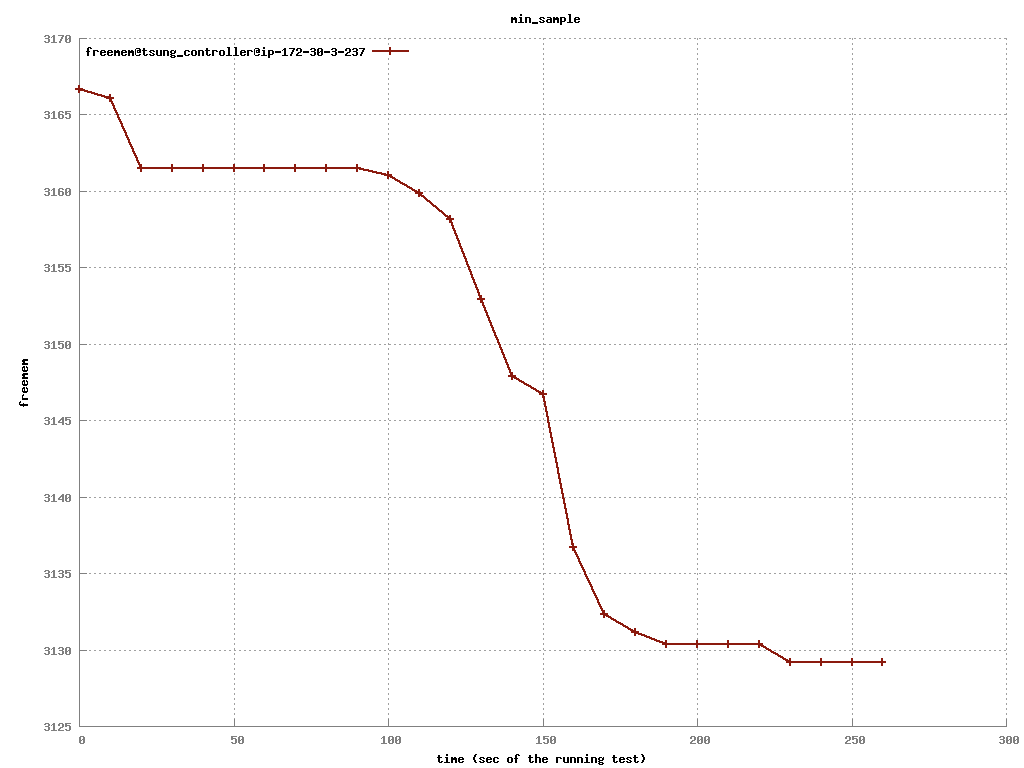 min_sample
freemem@tsung_controller@ip-172-30-3-237
3170
3165
3160
3155
3150
3145
3140
3135
3130
3125
freemem
0 50 100 150 200 250 300
time (sec of the running test)